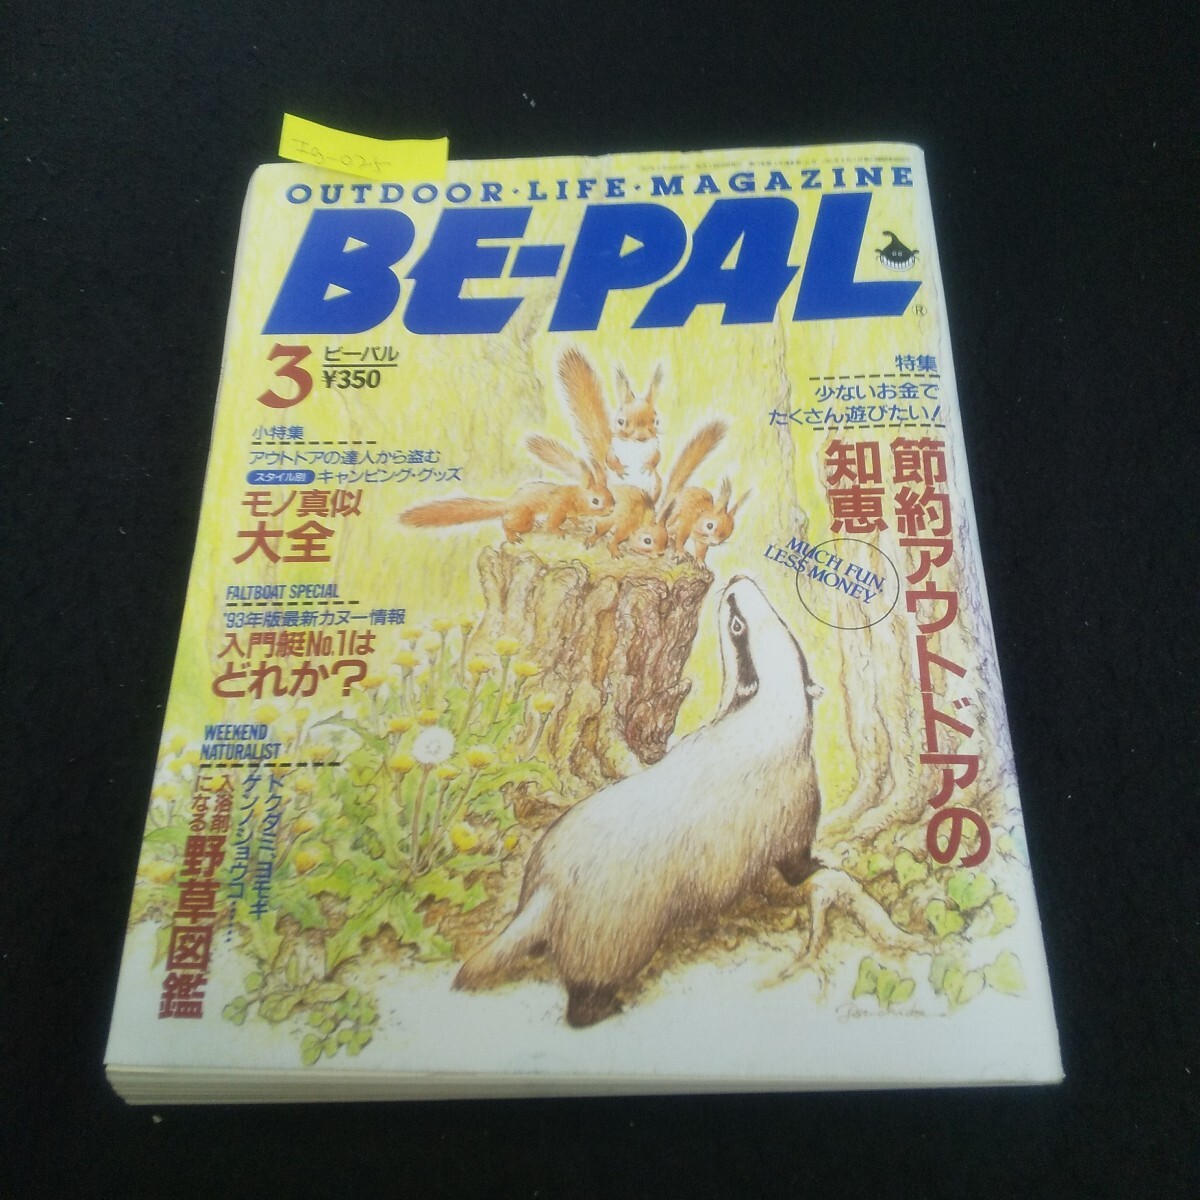 OUTDOOR・LIFE・MAGAZINE
BE-PAL
®
3
ビーパル
¥350
特集
少ないお金で
たくさん遊びたい!
節約アウトドアの
知恵
MUCH FUN,
LESS MONEY
小特集
アウトドアの達人から盗む
スタイル別 キャンピング・グッズ
モノ真似
大全
FALTBOAT SPECIAL
'93年版最新カヌー情報
入門艇No.1は
どれか?
WEEKEND
NATURALIST
ドクダミ、ヨモギ
ゲンノショウコ……
入浴剤
になる
野草図鑑